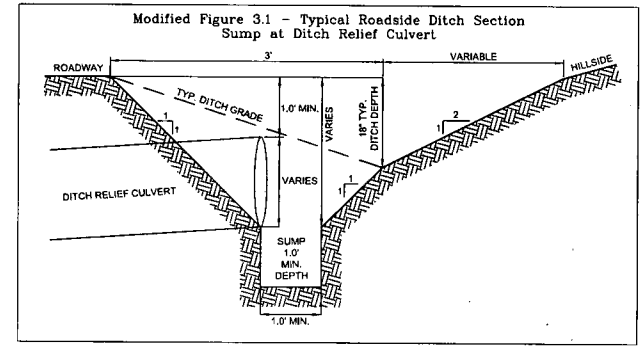 Modified Figure 3.1 - Typical Roadside Ditch Section
Sump at Ditch Relief Culvert
3'
VARIABLE
ROADWAY
HILLSIDE
TYP. DITCH GRADE
1.0' MIN.
VARIES
18" TYP.
DITCH DEPTH
2
1
1
1
VARIES
1
1
DITCH RELIEF CULVERT
SUMP
1.0'
MIN.
DEPTH
1.0' MIN.